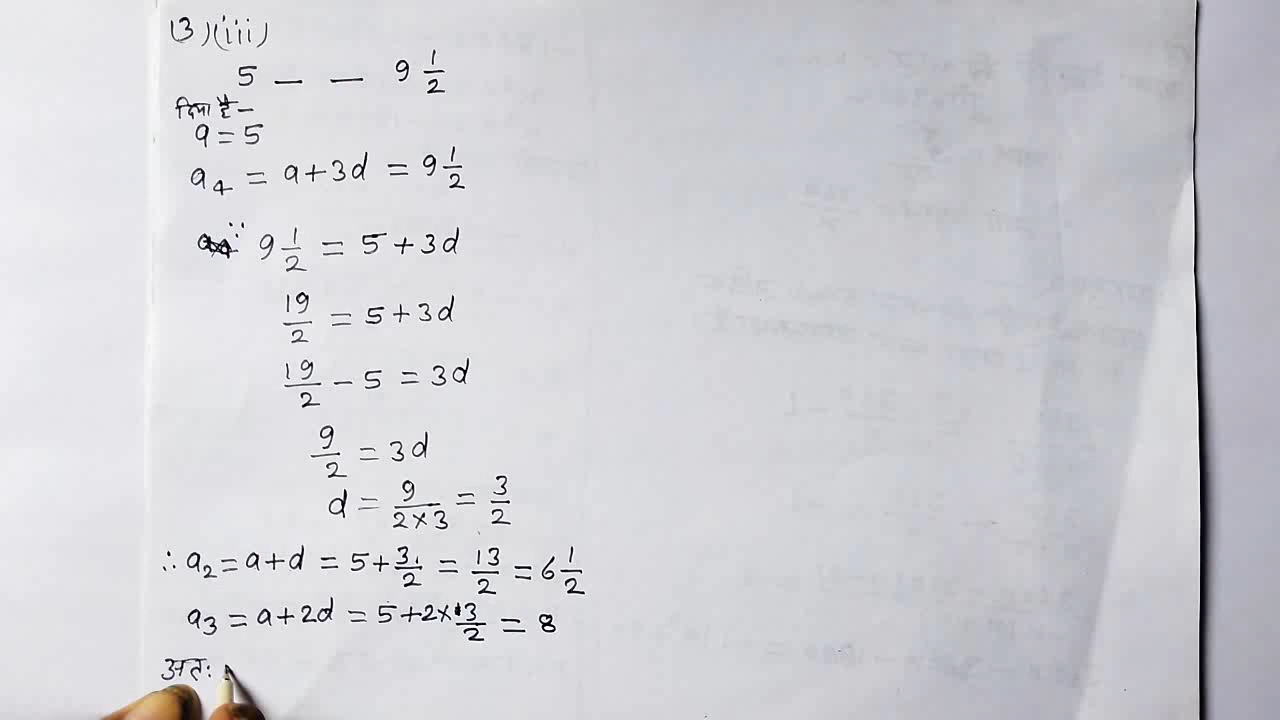 (3)(iii)
5 — — 9 1/2
दिया है-
a = 5
a₄ = a+3d = 9 1/2
∵ 9 1/2 = 5+3d
19/2 = 5+3d
19/2 - 5 = 3d
9/2 = 3d
d = 9/(2×3) = 3/2
∴ a₂ = a+d = 5+3/2 = 13/2 = 6 1/2
a₃ = a+2d = 5+2×3/2 = 8
अतः